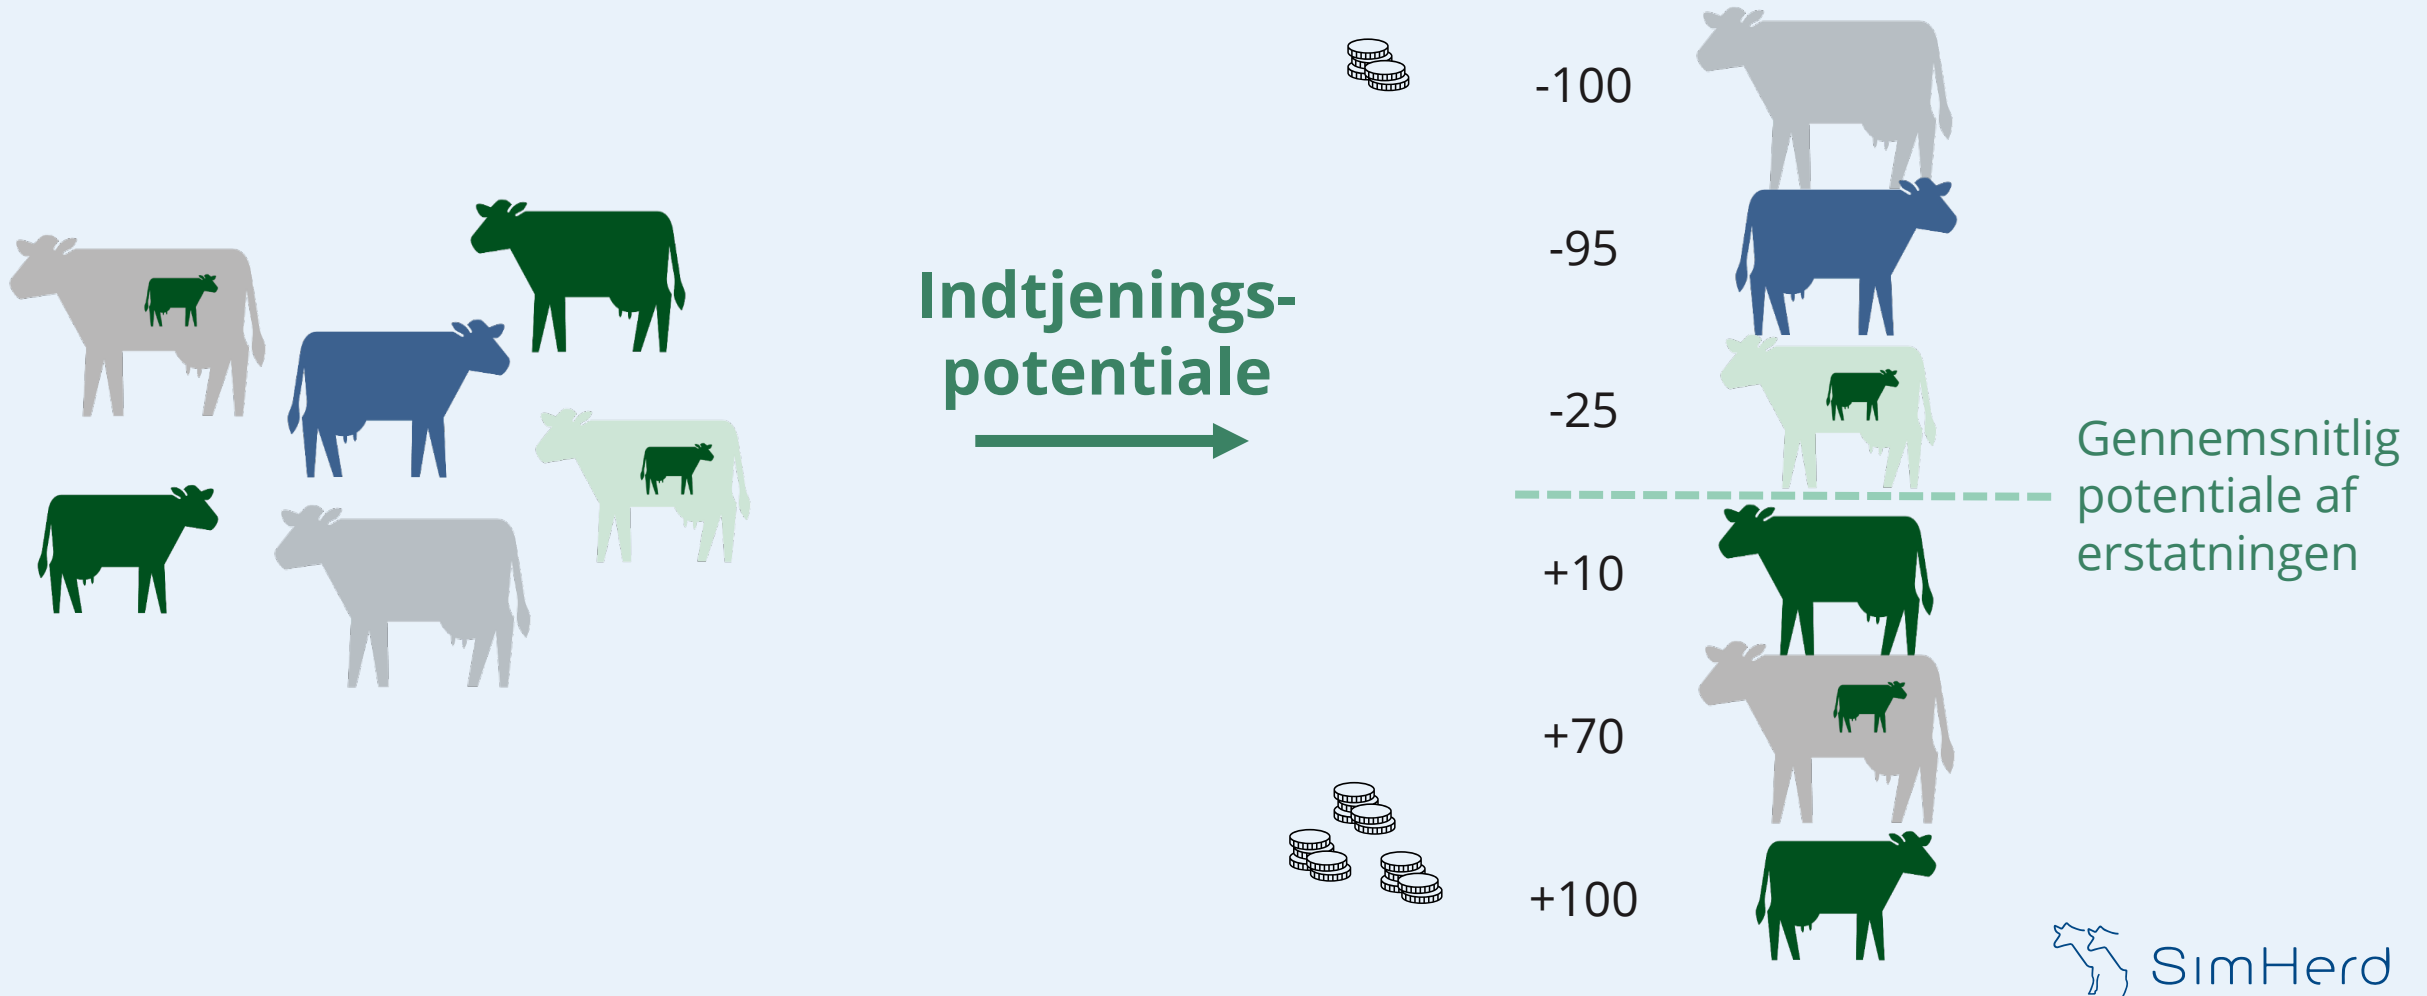 Indtjenings-
potentiale
-100
-95
-25
+10
+70
+100
Gennemsnitlig
potentiale af
erstatningen
SimHerd